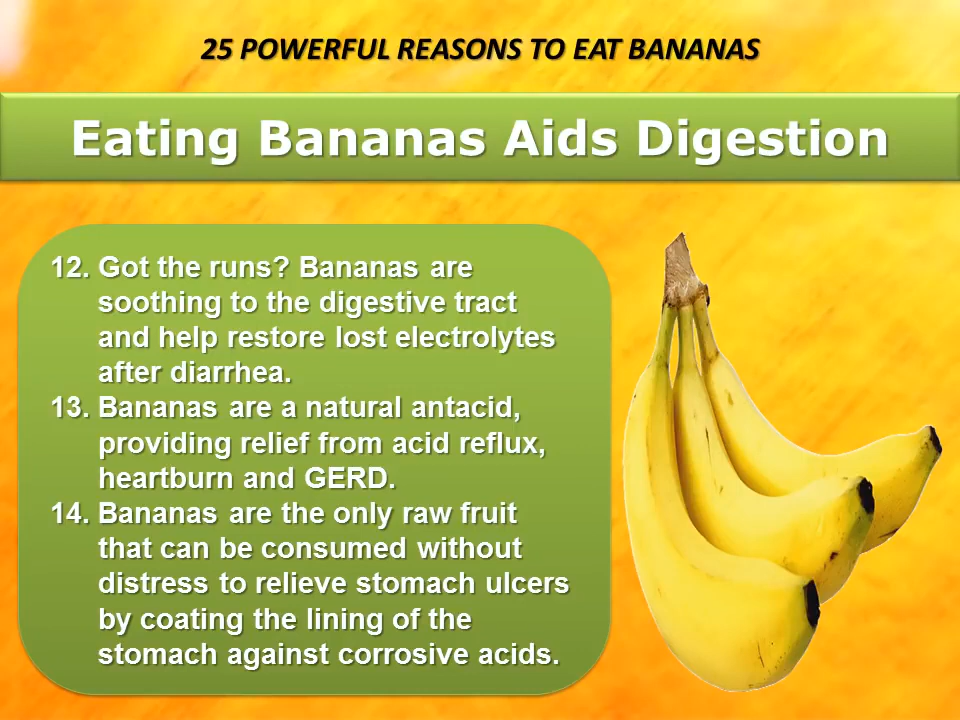 25 POWERFUL REASONS TO EAT BANANAS
Eating Bananas Aids Digestion
12. Got the runs? Bananas are
soothing to the digestive tract
and help restore lost electrolytes
after diarrhea.
13. Bananas are a natural antacid,
providing relief from acid reflux,
heartburn and GERD.
14. Bananas are the only raw fruit
that can be consumed without
distress to relieve stomach ulcers
by coating the lining of the
stomach against corrosive acids.